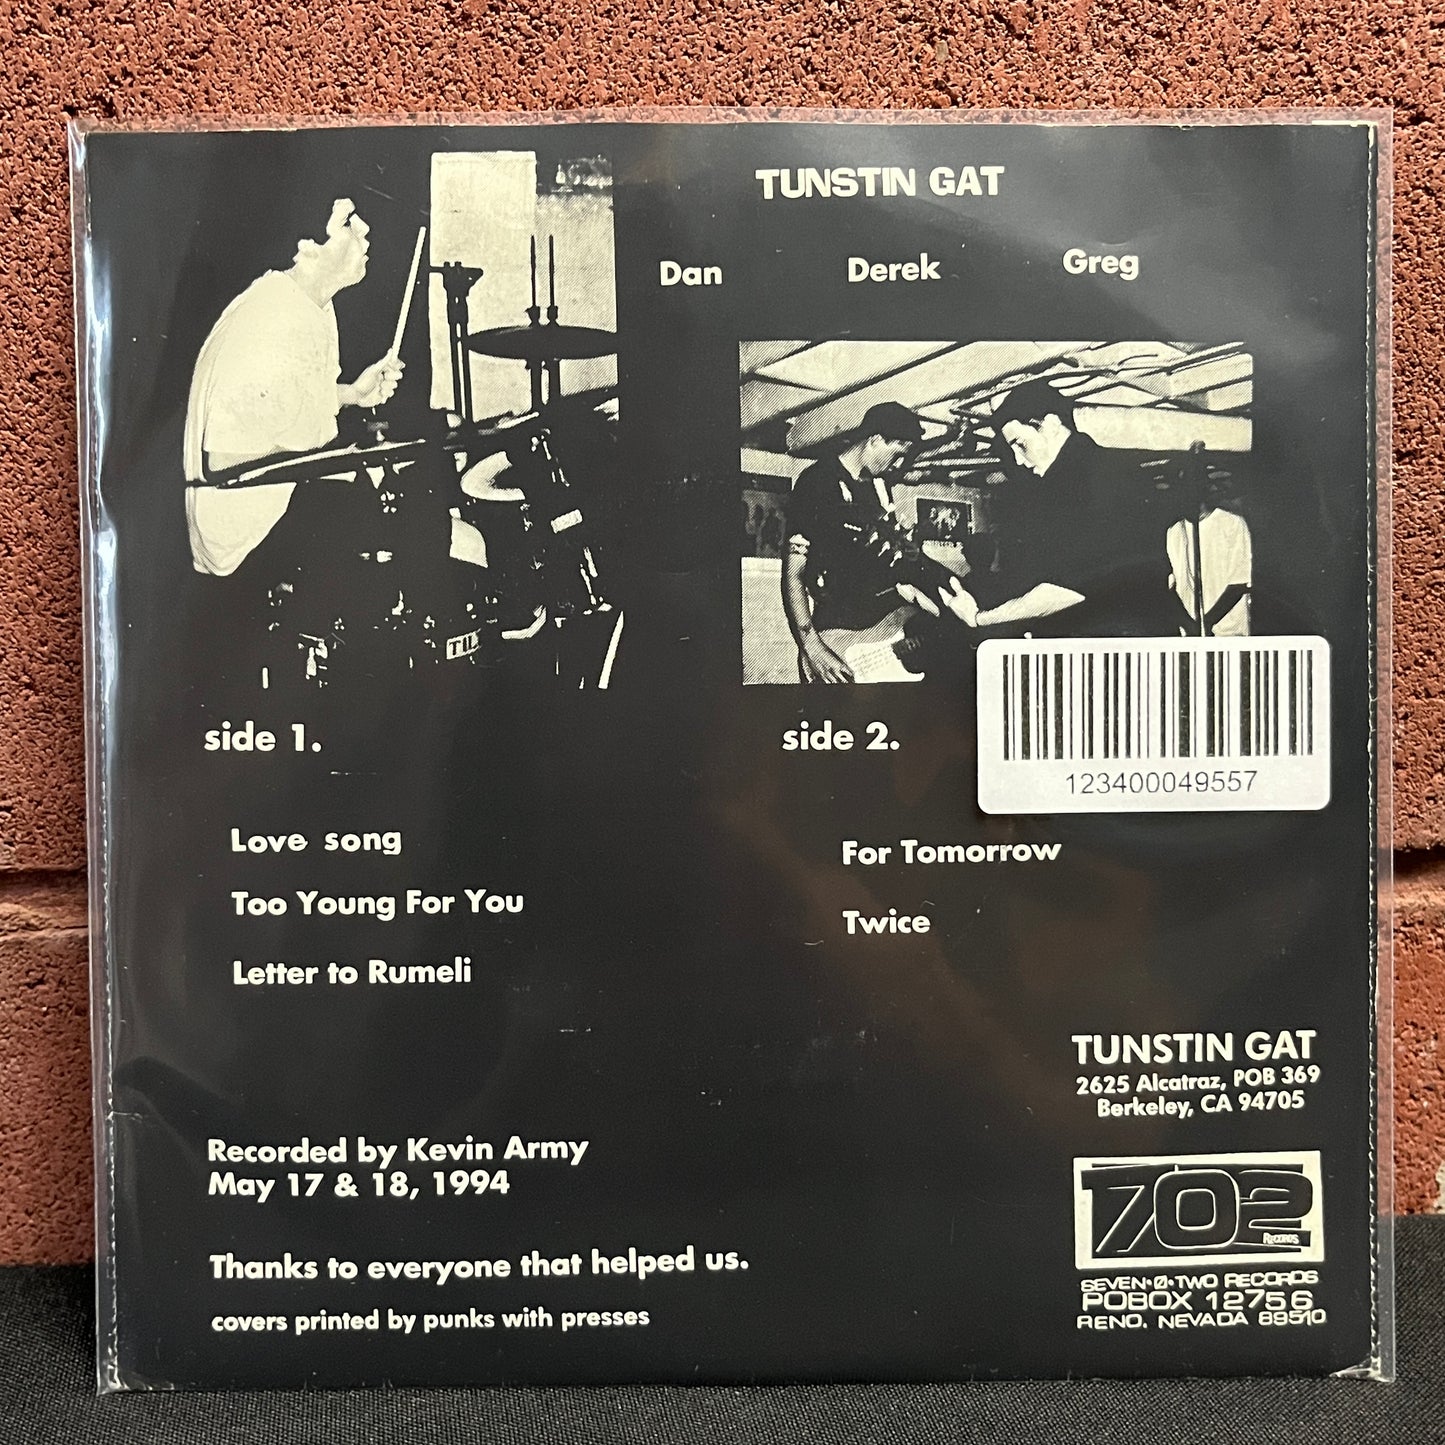 TUNSTIN GAT
Dan Derek Greg
side 1.
side 2.
123400049557
Love song
Too Young For You
Letter to Rumeli
For Tomorrow
Twice
TUNSTIN GAT
2625 Alcatraz, POB 369
Berkeley, CA 94705
Recorded by Kevin Army
May 17 & 18, 1994
Thanks to everyone that helped us.
covers printed by punks with presses
702
RECORDS
SEVEN·0·TWO RECORDS
POBOX 12756
RENO, NEVADA 89510